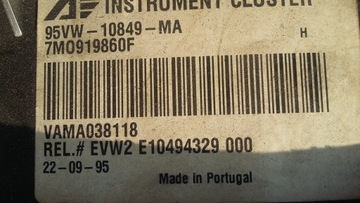 INSTRUMENT CLUSTER
95VW-10849-MA
H
7M0919860F
VAMA038118
REL.# EVW2 E10494329 000
22-09-95
Made in Portugal